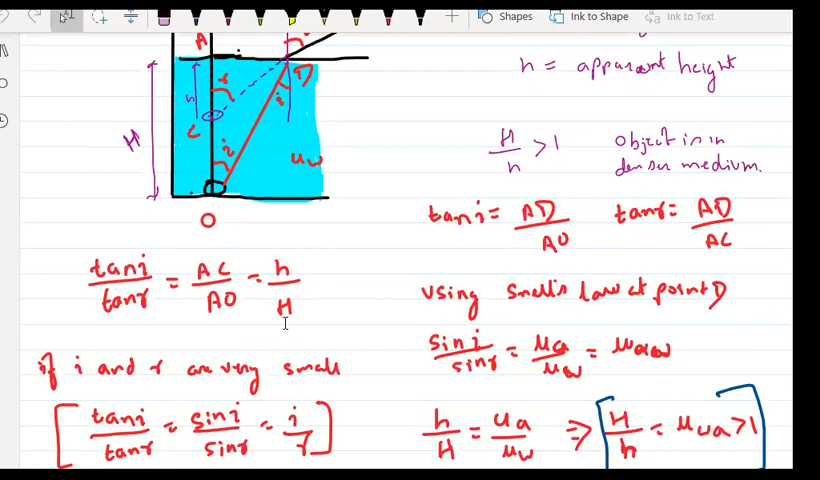 Shapes Ink to Shape Ink to Text
A
r
D
h
i
C
H
i
μw
O
h = apparent height
H/h > 1 Object is in
denser medium.
tan i = AD/AO tan r = AD/AC
tan i/tan r = AC/AO = h/H
Using snell's law at point D
sin i/sin r = μa/μw = μaw
if i and r are very small
[tan i/tan r = sin i/sin r = i/r]
h/H = μa/μw ⇒ [H/h = μwa > 1]